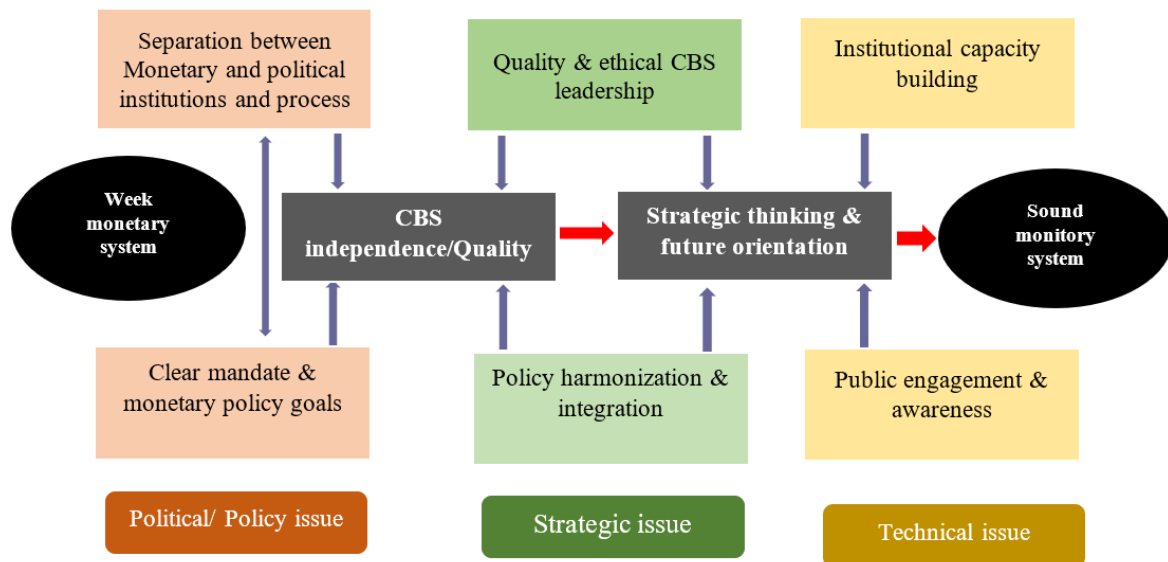 Separation between
Monetary and political
institutions and process
Quality & ethical CBS
leadership
Institutional capacity
building
Week
monetary
system
CBS
independence/Quality
Strategic thinking &
future orientation
Sound
monitory
system
Clear mandate &
monetary policy goals
Policy harmonization &
integration
Public engagement &
awareness
Political/ Policy issue
Strategic issue
Technical issue